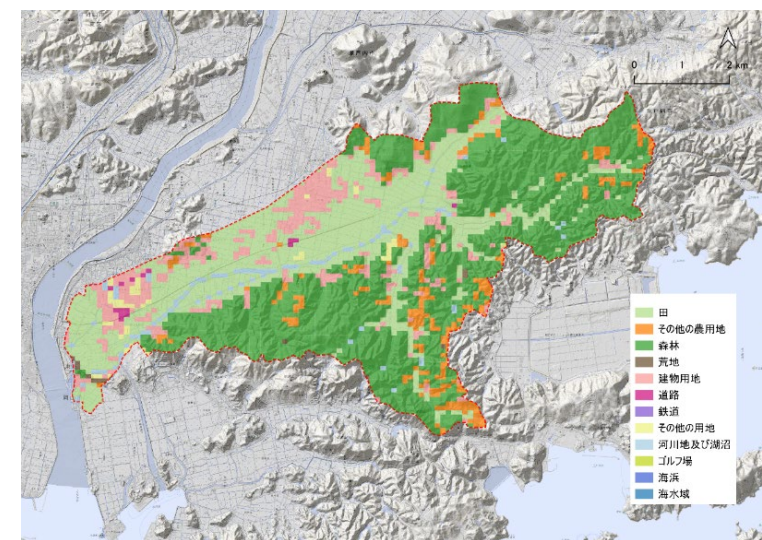 0 1 2 km
田
その他の農用地
森林
荒地
建物用地
道路
鉄道
その他の用地
河川地及び湖沼
ゴルフ場
海浜
海水域